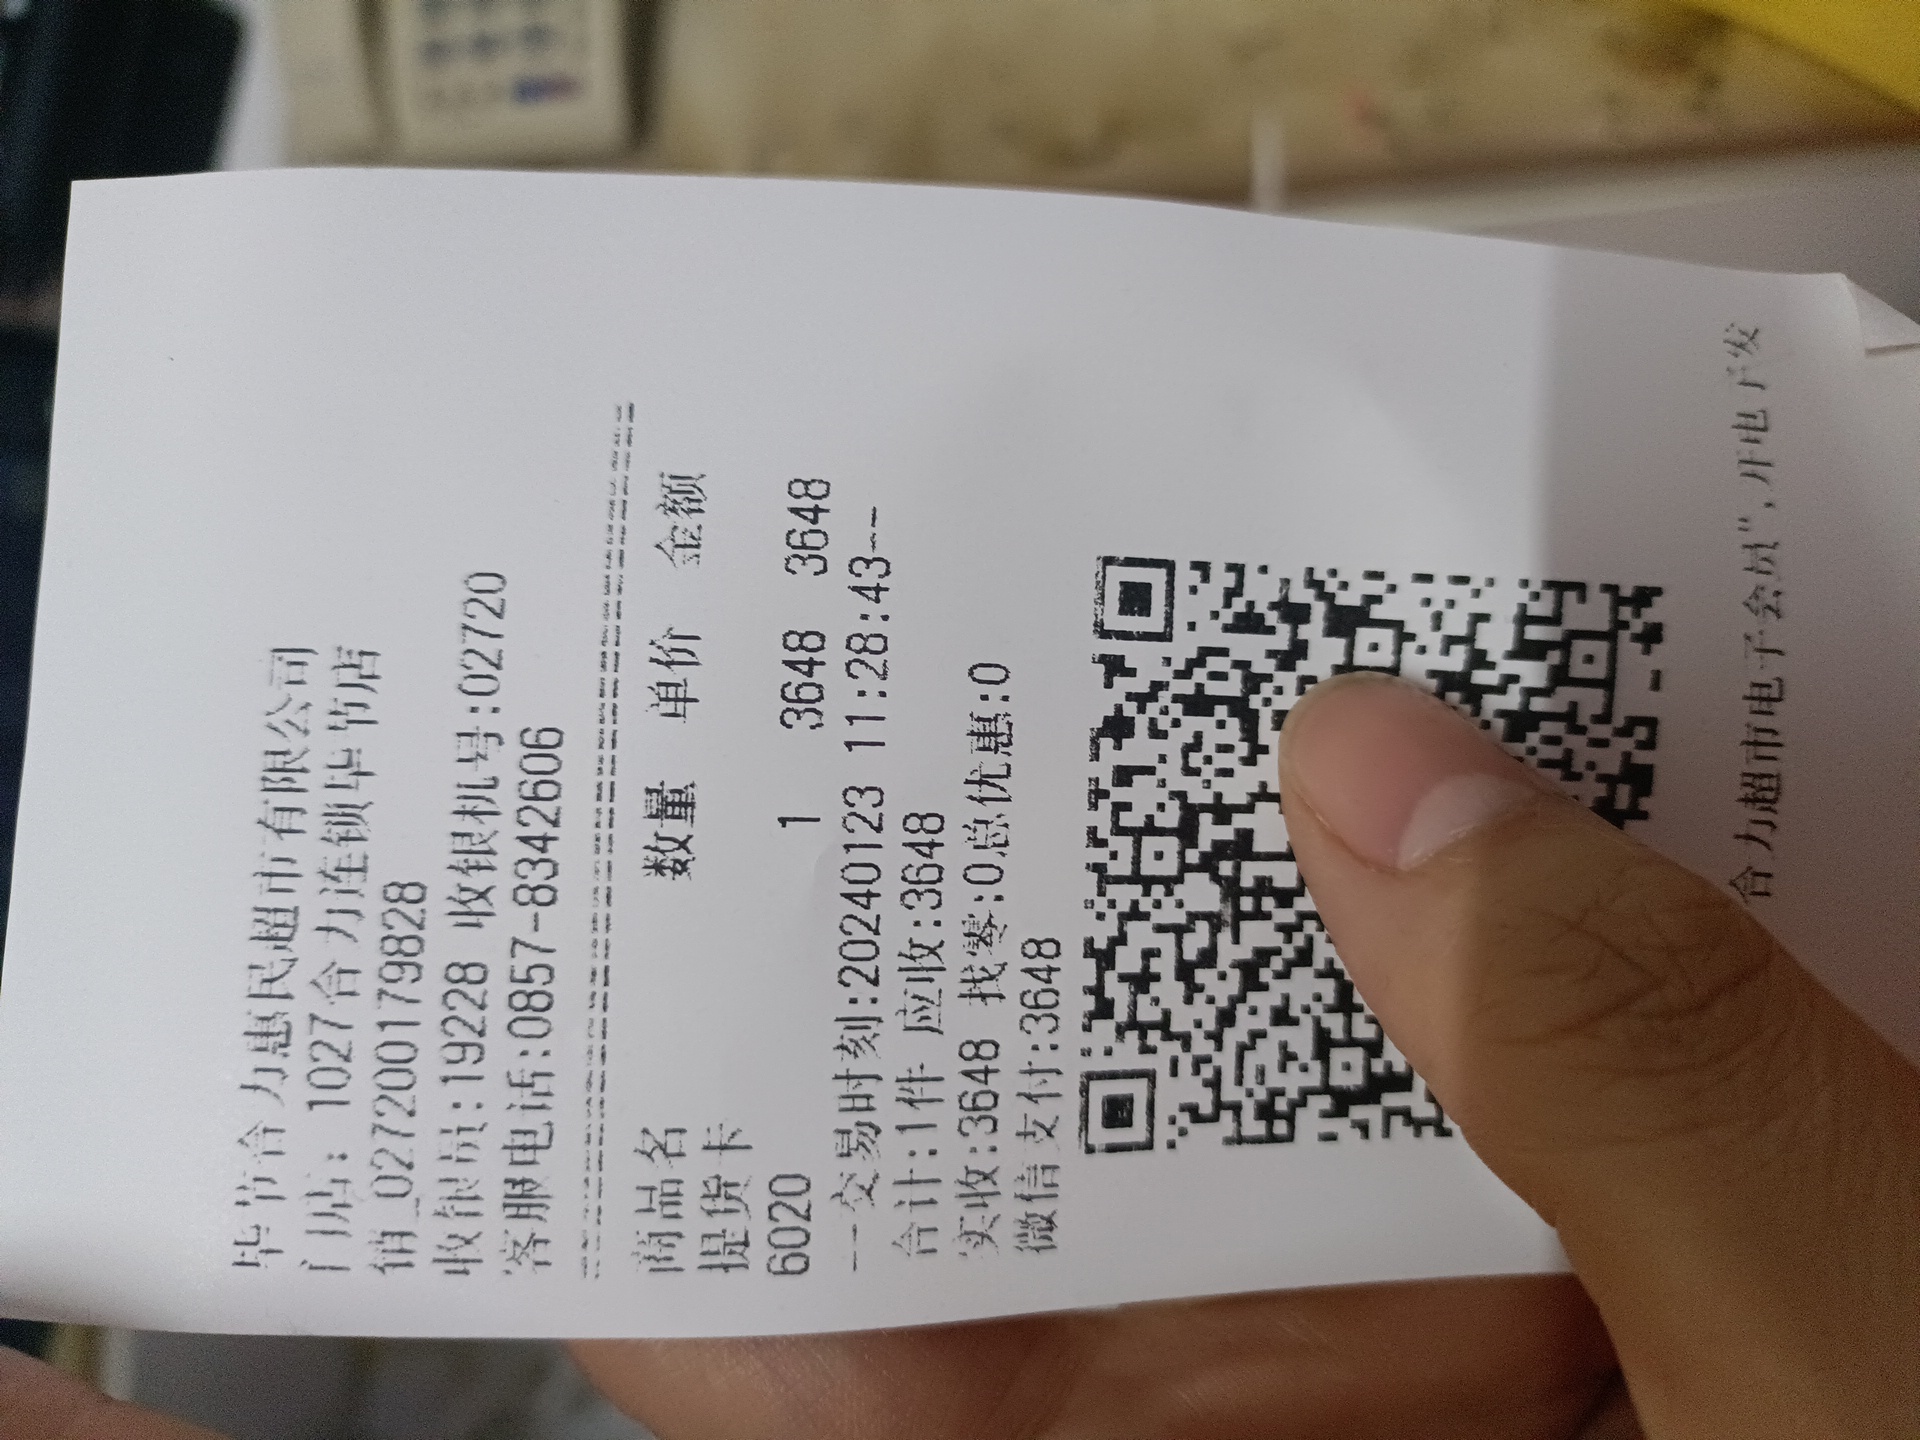 毕节合力惠民超市有限公司
门店: 1027合力连锁毕节店
销_0272001798​28
收银员:19228 收银机号:02720
客服电话:0857-8342606
商品名 数量 单价 金额
提货卡
6020 1 3648 3648
--交易时刻:20240123 11:28:43--
合计:1件 应收:3648
实收:3648 找零:0总优惠:0
微信支付:3648
合力超市电子会员",开电子发